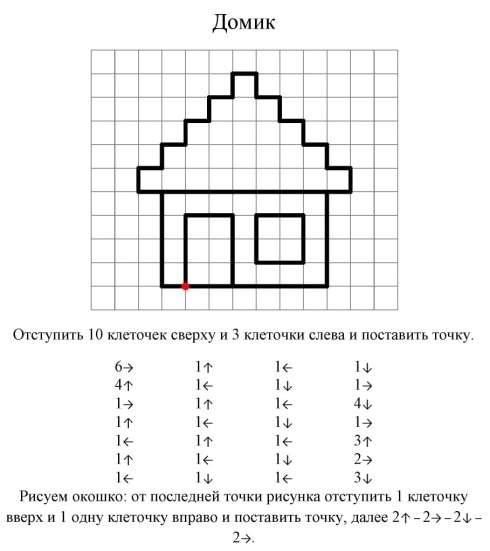 Домик
Отступить 10 клеточек сверху и 3 клеточки слева и поставить точку.
6→ 1↑ 1← 1↓
4↑ 1← 1↓ 1→
1→ 1↑ 1← 4↓
1↑ 1← 1↓ 1→
1← 1↑ 1← 3↑
1↑ 1← 1↓ 2→
1← 1↓ 1← 3↓
Рисуем окошко: от последней точки рисунка отступить 1 клеточку
вверх и 1 одну клеточку вправо и поставить точку, далее 2↑ – 2→ – 2↓ –
2→.